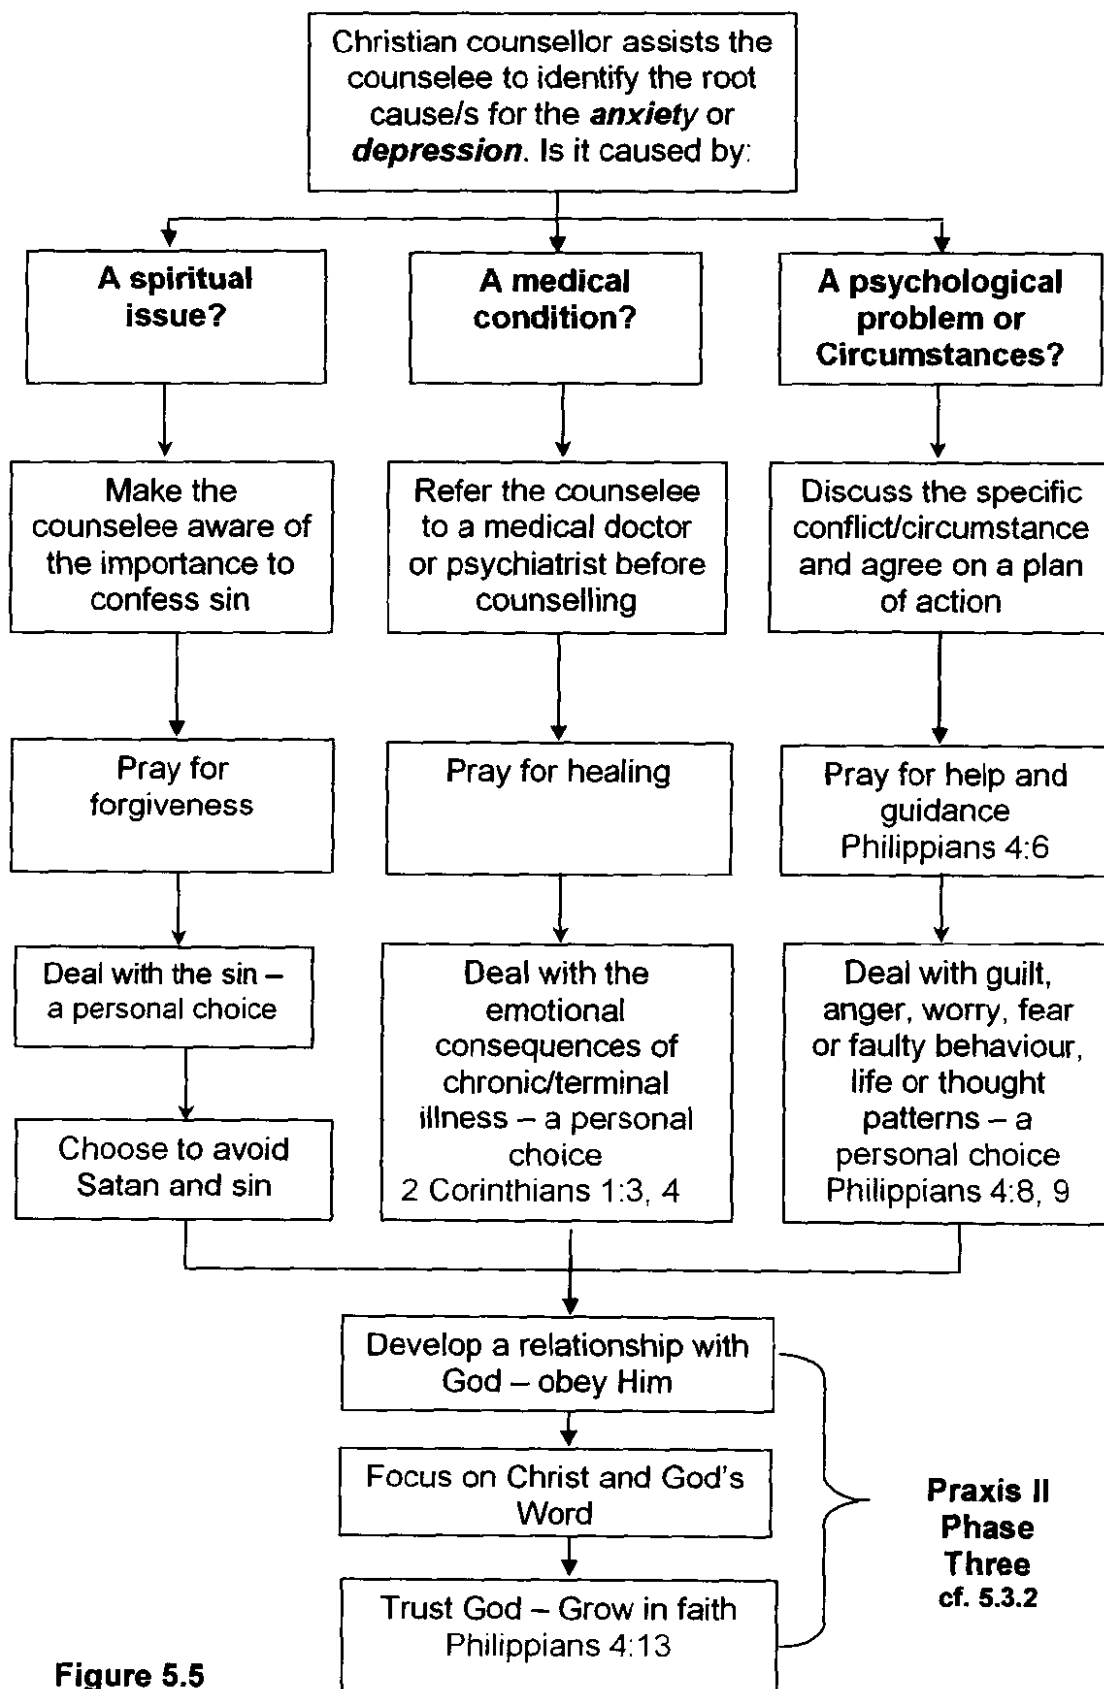 Christian counsellor assists the
counselee to identify the root
cause/s for the anxiety or
depression. Is it caused by:
A spiritual
issue?
A medical
condition?
A psychological
problem or
Circumstances?
Make the
counselee aware of
the importance to
confess sin
Refer the counselee
to a medical doctor
or psychiatrist before
counselling
Discuss the specific
conflict/circumstance
and agree on a plan
of action
Pray for
forgiveness
Pray for healing
Pray for help and
guidance
Philippians 4:6
Deal with the sin –
a personal choice
Deal with the
emotional
consequences of
chronic/terminal
illness – a personal
choice
2 Corinthians 1:3, 4
Deal with guilt,
anger, worry, fear
or faulty behaviour,
life or thought
patterns – a
personal choice
Philippians 4:8, 9
Choose to avoid
Satan and sin
Develop a relationship with
God – obey Him
Focus on Christ and God's
Word
Trust God – Grow in faith
Philippians 4:13
Praxis II
Phase
Three
cf. 5.3.2
Figure 5.5